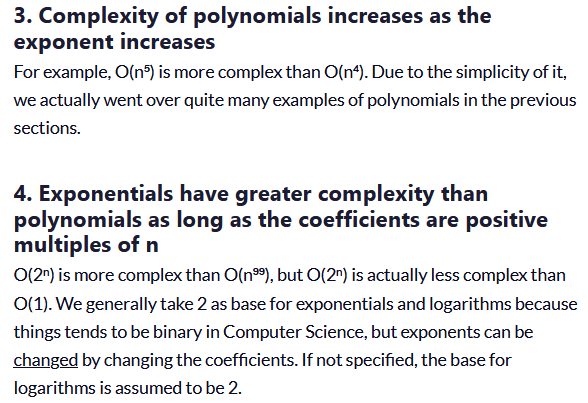 3. Complexity of polynomials increases as the
exponent increases
For example, O(n⁵) is more complex than O(n⁴). Due to the simplicity of it,
we actually went over quite many examples of polynomials in the previous
sections.
4. Exponentials have greater complexity than
polynomials as long as the coefficients are positive
multiples of n
O(2ⁿ) is more complex than O(n⁹⁹), but O(2ⁿ) is actually less complex than
O(1). We generally take 2 as base for exponentials and logarithms because
things tends to be binary in Computer Science, but exponents can be
changed by changing the coefficients. If not specified, the base for
logarithms is assumed to be 2.